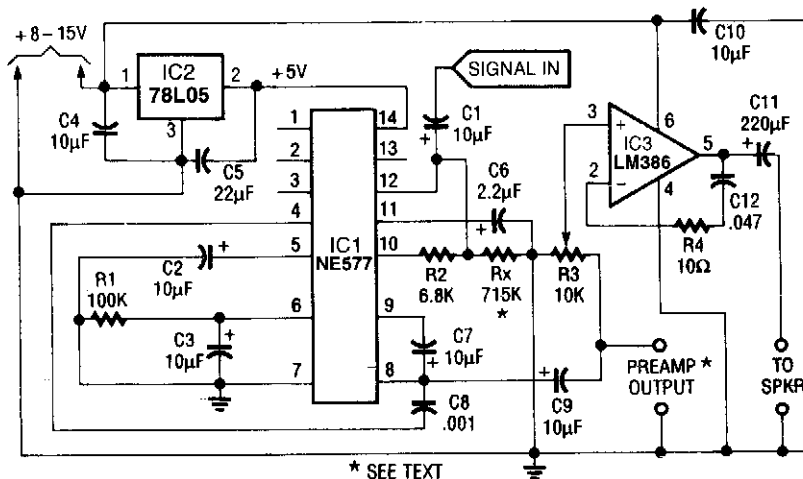 +8–15V
1
IC2
78L05
2
3
+5V
C4
10µF
C5
22µF
SIGNAL IN
C1
10µF
+
C10
10µF
3
+
6
IC3
LM386
5
2
−
4
C11
220µF
+
C12
.047
R4
10Ω
1
2
3
4
5
6
7
14
13
12
11
10
9
8
IC1
NE577
C6
2.2µF
C2
10µF
+
R1
100K
C3
10µF
+
R2
6.8K
Rx
715K
*
R3
10K
C7
10µF
+
C8
.001
+
C9
10µF
PREAMP *
OUTPUT
TO
SPKR
* SEE TEXT